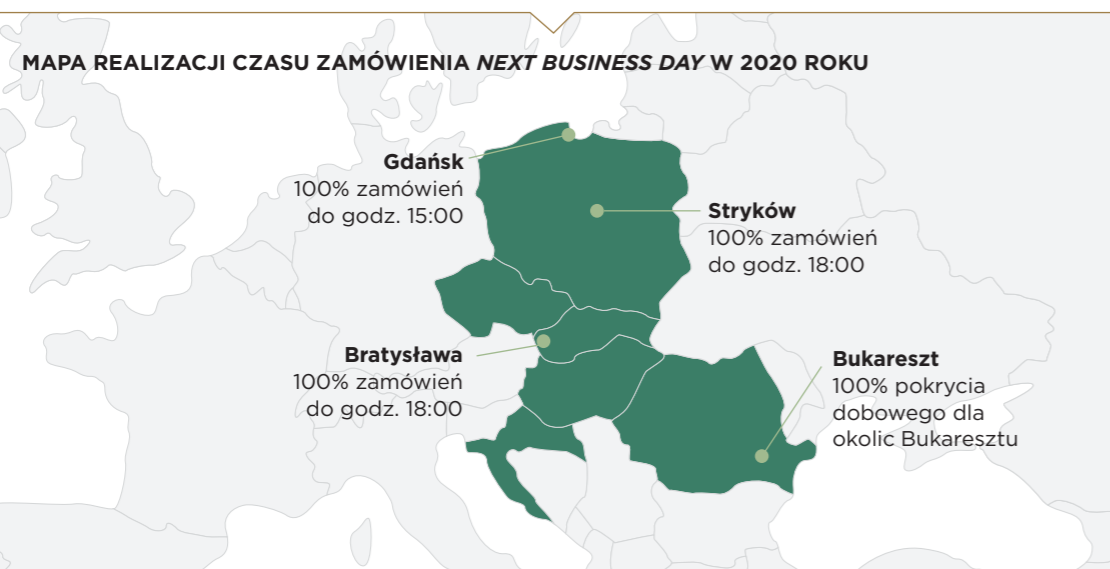 MAPA REALIZACJI CZASU ZAMÓWIENIA NEXT BUSINESS DAY W 2020 ROKU
Gdańsk
100% zamówień
do godz. 15:00
Stryków
100% zamówień
do godz. 18:00
Bratysława
100% zamówień
do godz. 18:00
Bukareszt
100% pokrycia
dobowego dla
okolic Bukaresztu